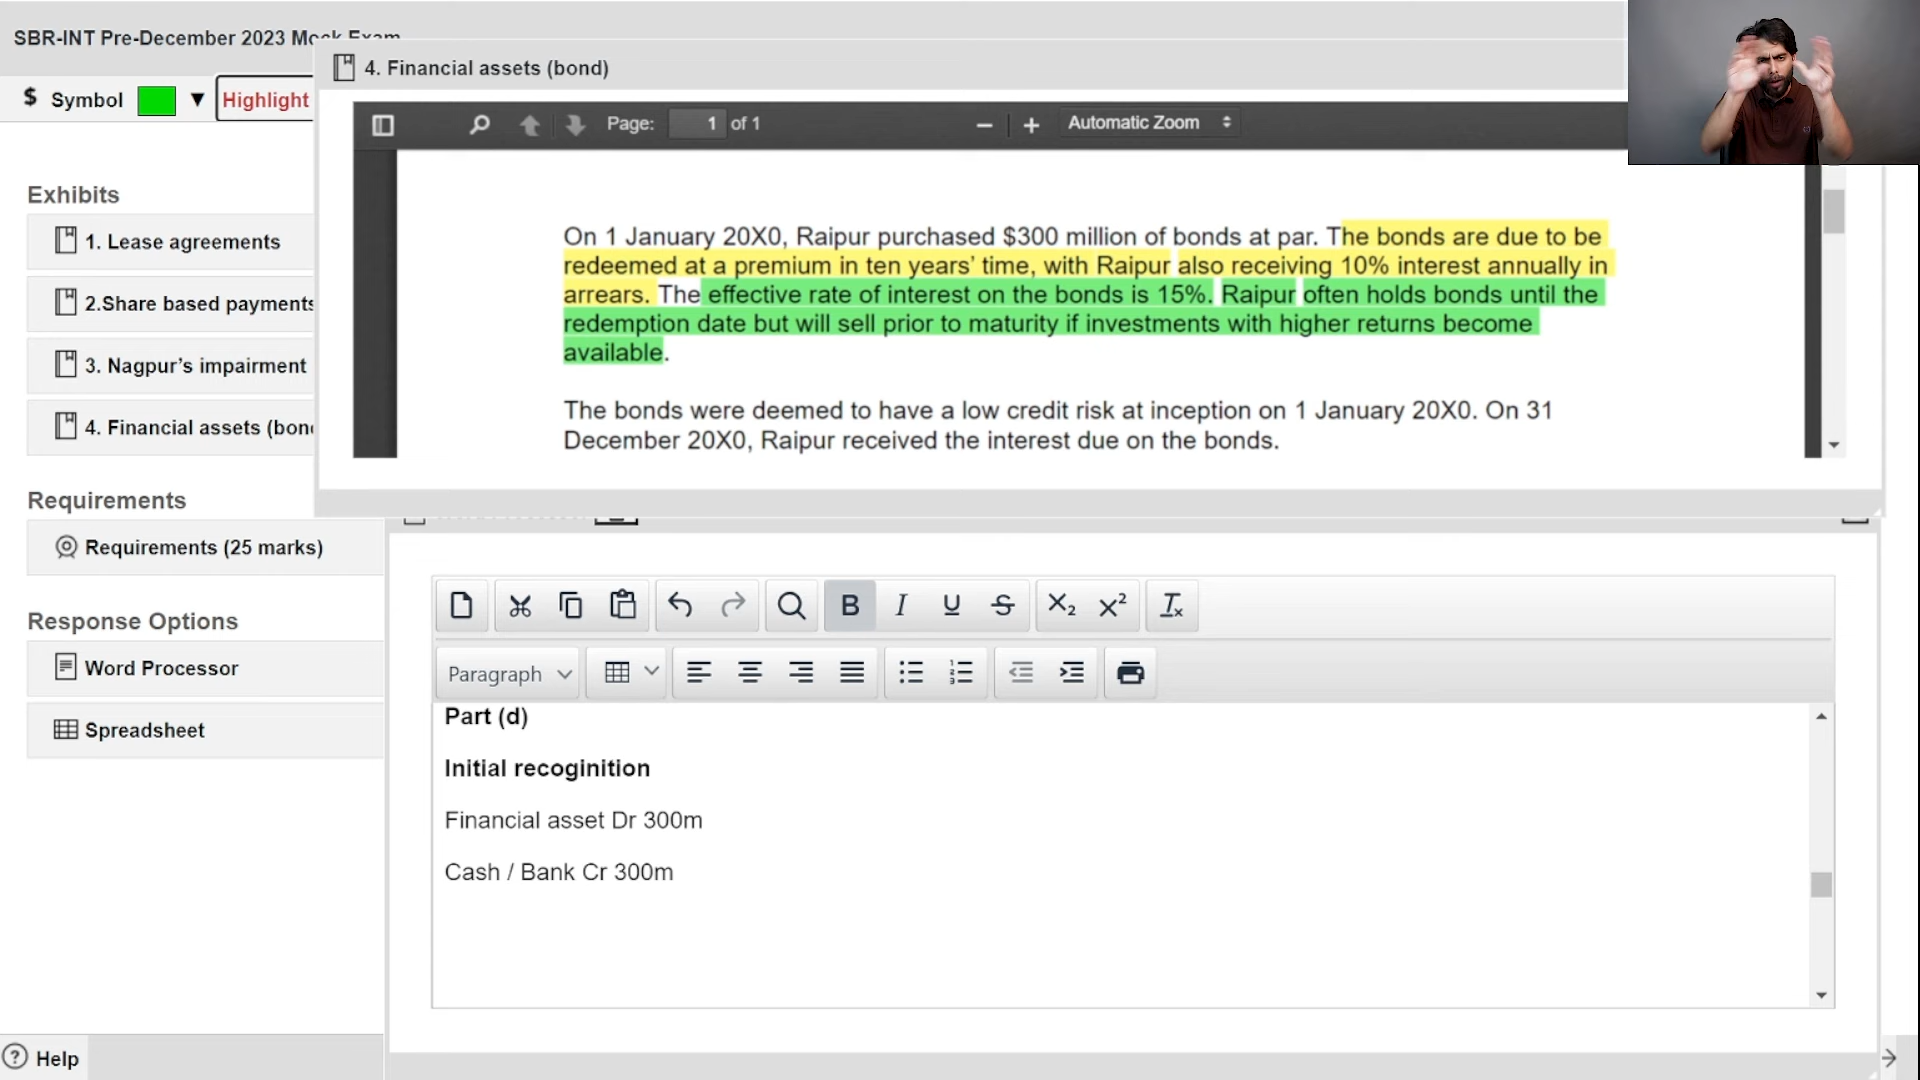 SBR-INT Pre-December 2023 Mock Exam
$ Symbol ▼ Highlight
Exhibits
1. Lease agreements
2.Share based payments
3. Nagpur's impairment
4. Financial assets (bon
Requirements
Requirements (25 marks)
Response Options
Word Processor
Spreadsheet
Help
4. Financial assets (bond)
Page: 1 of 1
Automatic Zoom
On 1 January 20X0, Raipur purchased $300 million of bonds at par. The bonds are due to be
redeemed at a premium in ten years' time, with Raipur also receiving 10% interest annually in
arrears. The effective rate of interest on the bonds is 15%. Raipur often holds bonds until the
redemption date but will sell prior to maturity if investments with higher returns become
available.
The bonds were deemed to have a low credit risk at inception on 1 January 20X0. On 31
December 20X0, Raipur received the interest due on the bonds.
B I U S X₂ X²
Paragraph
Part (d)
Initial recoginition
Financial asset Dr 300m
Cash / Bank Cr 300m